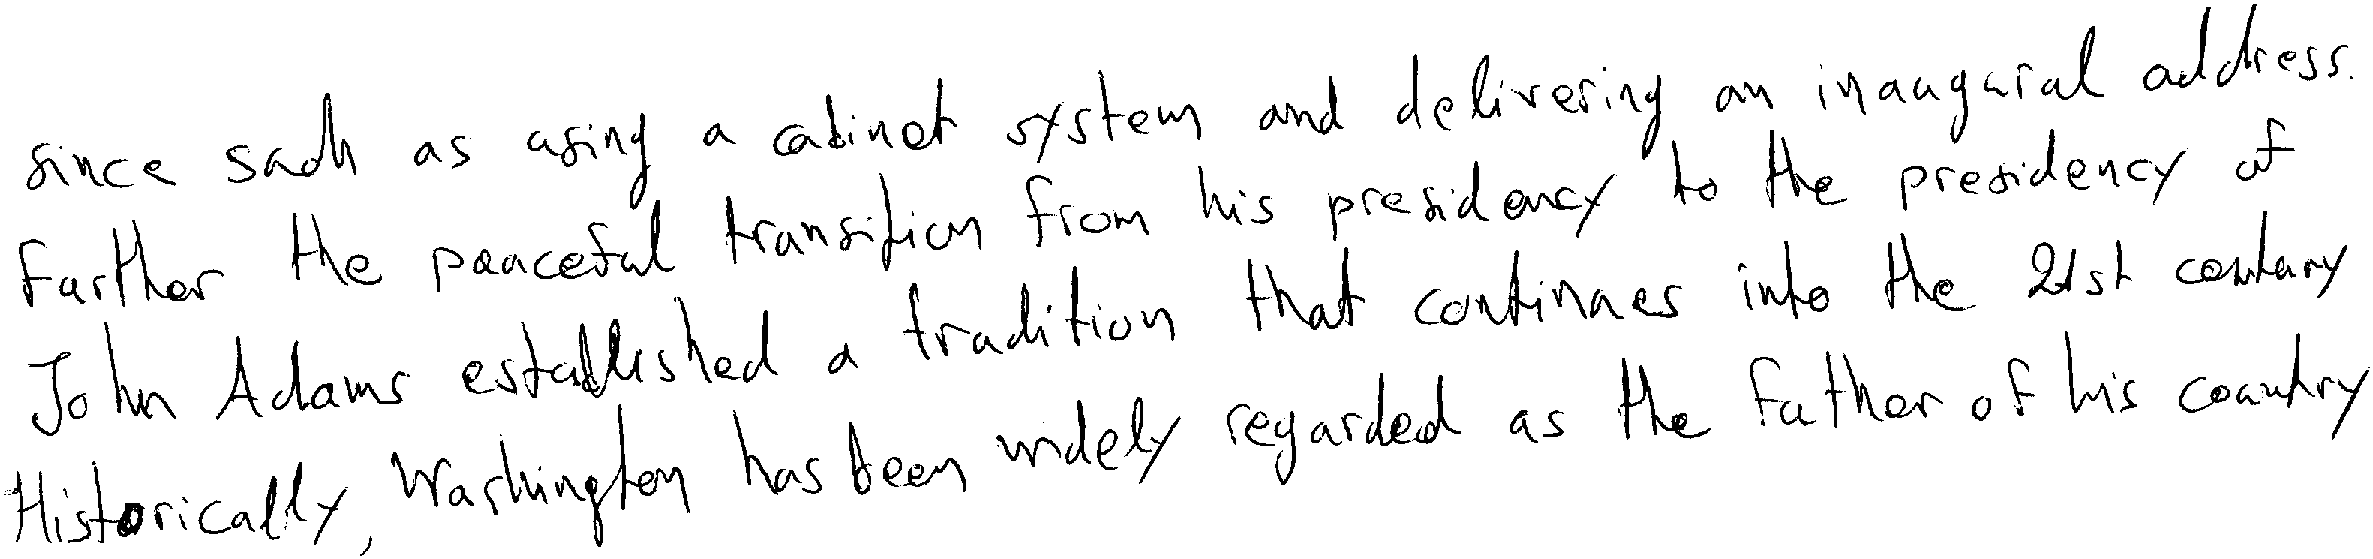 since such as using a cabinet system and delivering an inaugural address.
Further the peaceful transition from his presidency to the presidency of
John Adams established a tradition that continues into the 21st century
Historically, Washington has been widely regarded as the father of his country